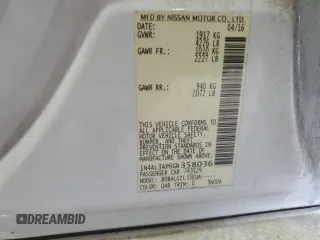 MFD BY NISSAN MOTOR CO., LTD.
04/16
GVWR: 1917 KG
4226 LB
GAWR FR: 1010 KG
2227 LB
GAWR RR: 940 KG
2072 LB
THIS VEHICLE CONFORMS TO
ALL APPLICABLE FEDERAL
MOTOR VEHICLE SAFETY,
BUMPER, AND THEFT
PREVENTION STANDARDS
IN EFFECT ON THE DATE OF
MANUFACTURE SHOWN ABOVE.
1N4AL3AP6GN358036
PASSENGER CAR
MODEL:
COLOR: QAB TRIM: G
DREAMBID